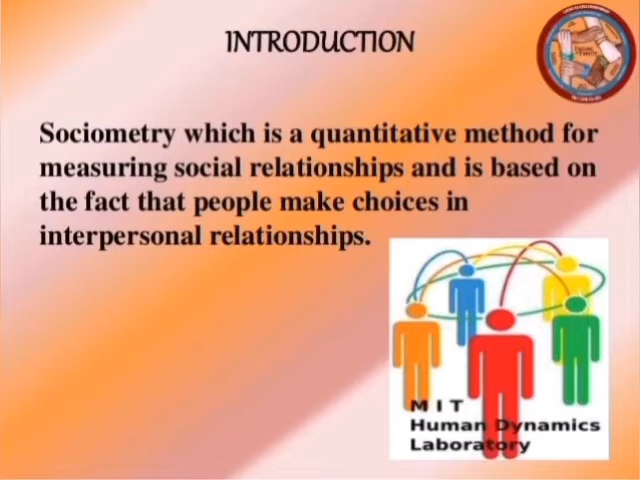 INTRODUCTION
Sociometry which is a quantitative method for
measuring social relationships and is based on
the fact that people make choices in
interpersonal relationships.
MIT
Human Dynamics
Laboratory